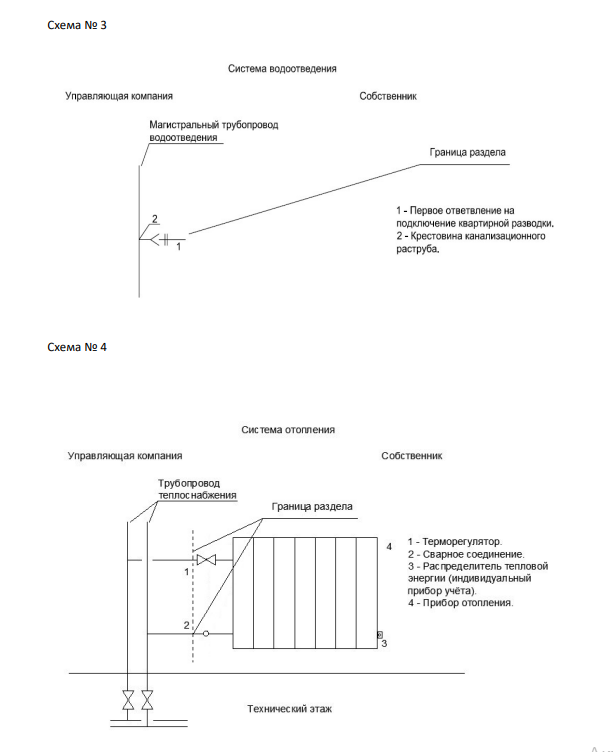 Схема № 3
Система водоотведения
Управляющая компания
Собственник
Магистральный трубопровод
водоотведения
Граница раздела
1 - Первое ответвление на
подключение квартирной разводки.
2 - Крестовина канализационного
раструба.
2
1
Схема № 4
Система отопления
Управляющая компания
Собственник
Трубопровод
теплоснабжения
Граница раздела
4
1 - Терморегулятор.
2 - Сварное соединение.
3 - Распределитель тепловой
энергии (индивидуальный
прибор учёта).
4 - Прибор отопления.
1
2
3
Технический этаж